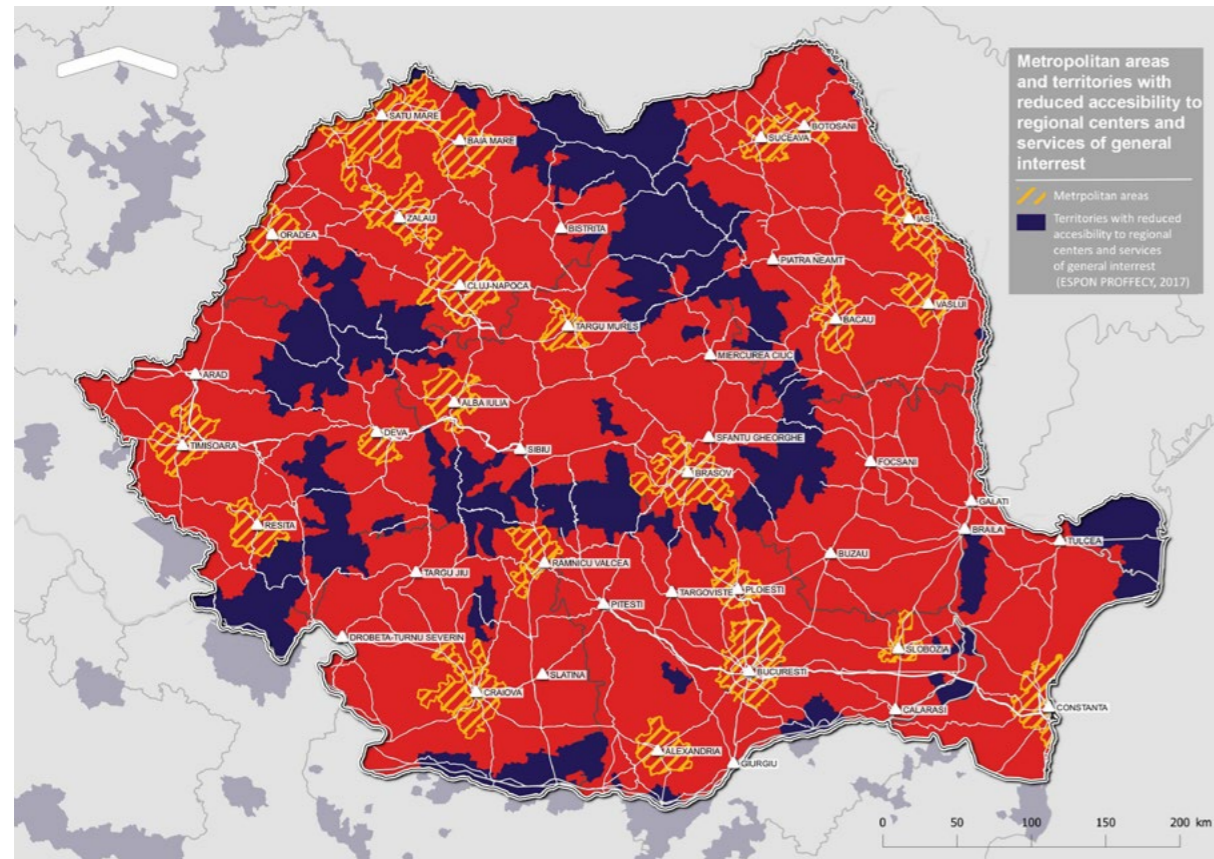 Metropolitan areas
and territories with
reduced accesibility to
regional centers and
services of general
interrest
Metrpolitan areas
Territories with reduced
accesibility to regional
centers and services
of general interrest
(ESPON PROFFECY, 2017)
SATU MARE
BAIA MARE
SUCEAVA
BOTOSANI
ZALAU
ORADEA
BISTRITA
IASI
PIATRA NEAMT
CLUJ-NAPOCA
TARGU MURES
BACAU
VASLUI
MIERCUREA CIUC
ARAD
ALBA IULIA
TIMISOARA
DEVA
SIBIU
SFANTU GHEORGHE
BRASOV
FOCSANI
GALATI
RESITA
BRAILA
TULCEA
TARGU JIU
RAMNICU VALCEA
BUZAU
TARGOVISTE
PLOIESTI
PITESTI
DROBETA-TURNU SEVERIN
SLOBOZIA
CRAIOVA
SLATINA
BUCURESTI
CALARASI
CONSTANTA
ALEXANDRIA
GIURGIU
0 50 100 150 200 km